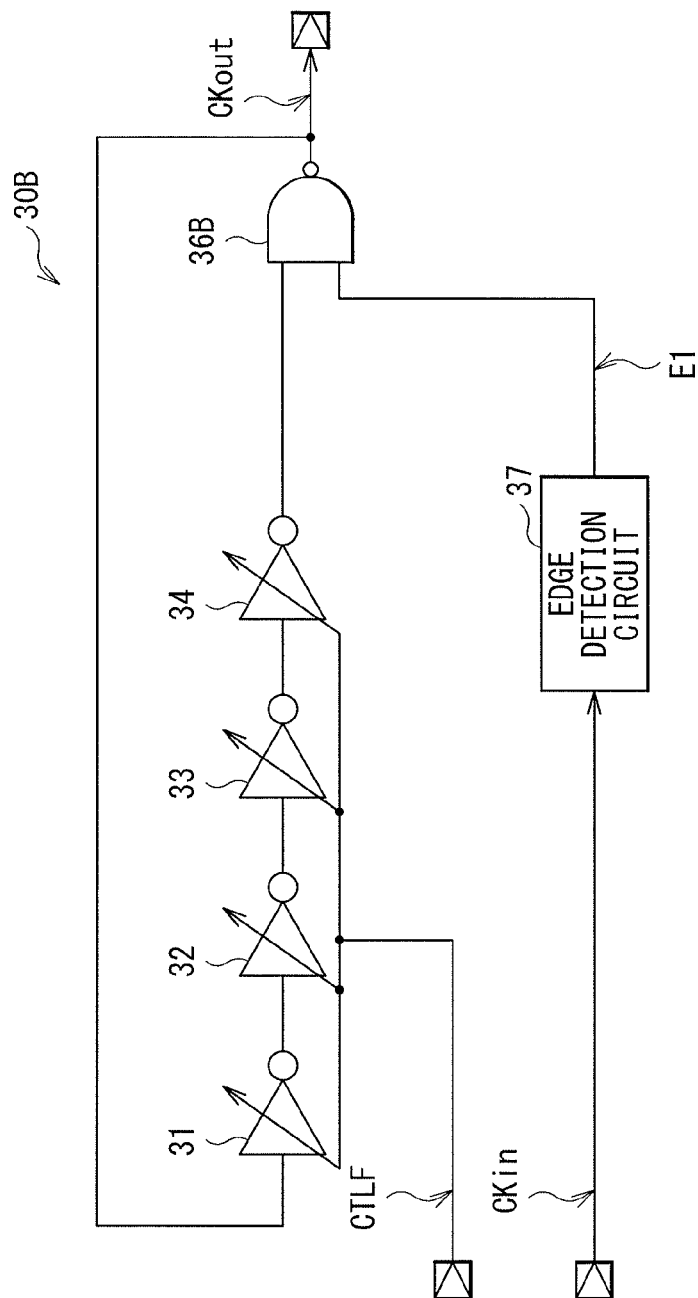 30B
CKout
36B
31
32
33
34
CTLF
37
EDGE
DETECTION
CIRCUIT
CKin
E1